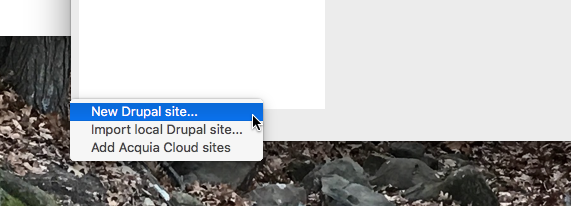 New Drupal site...
Import local Drupal site...
Add Acquia Cloud sites